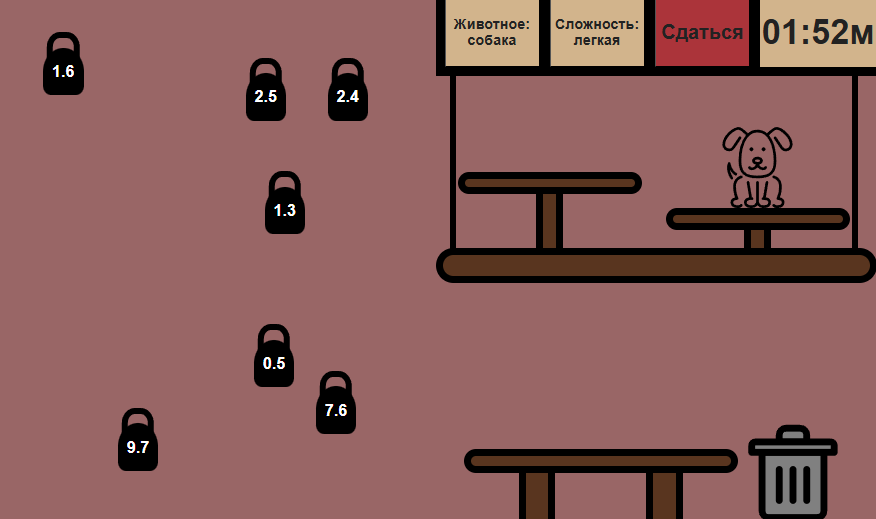 Животное:
собака
Сложность:
легкая
Сдаться
01:52м
1.6
2.5
2.4
1.3
0.5
7.6
9.7